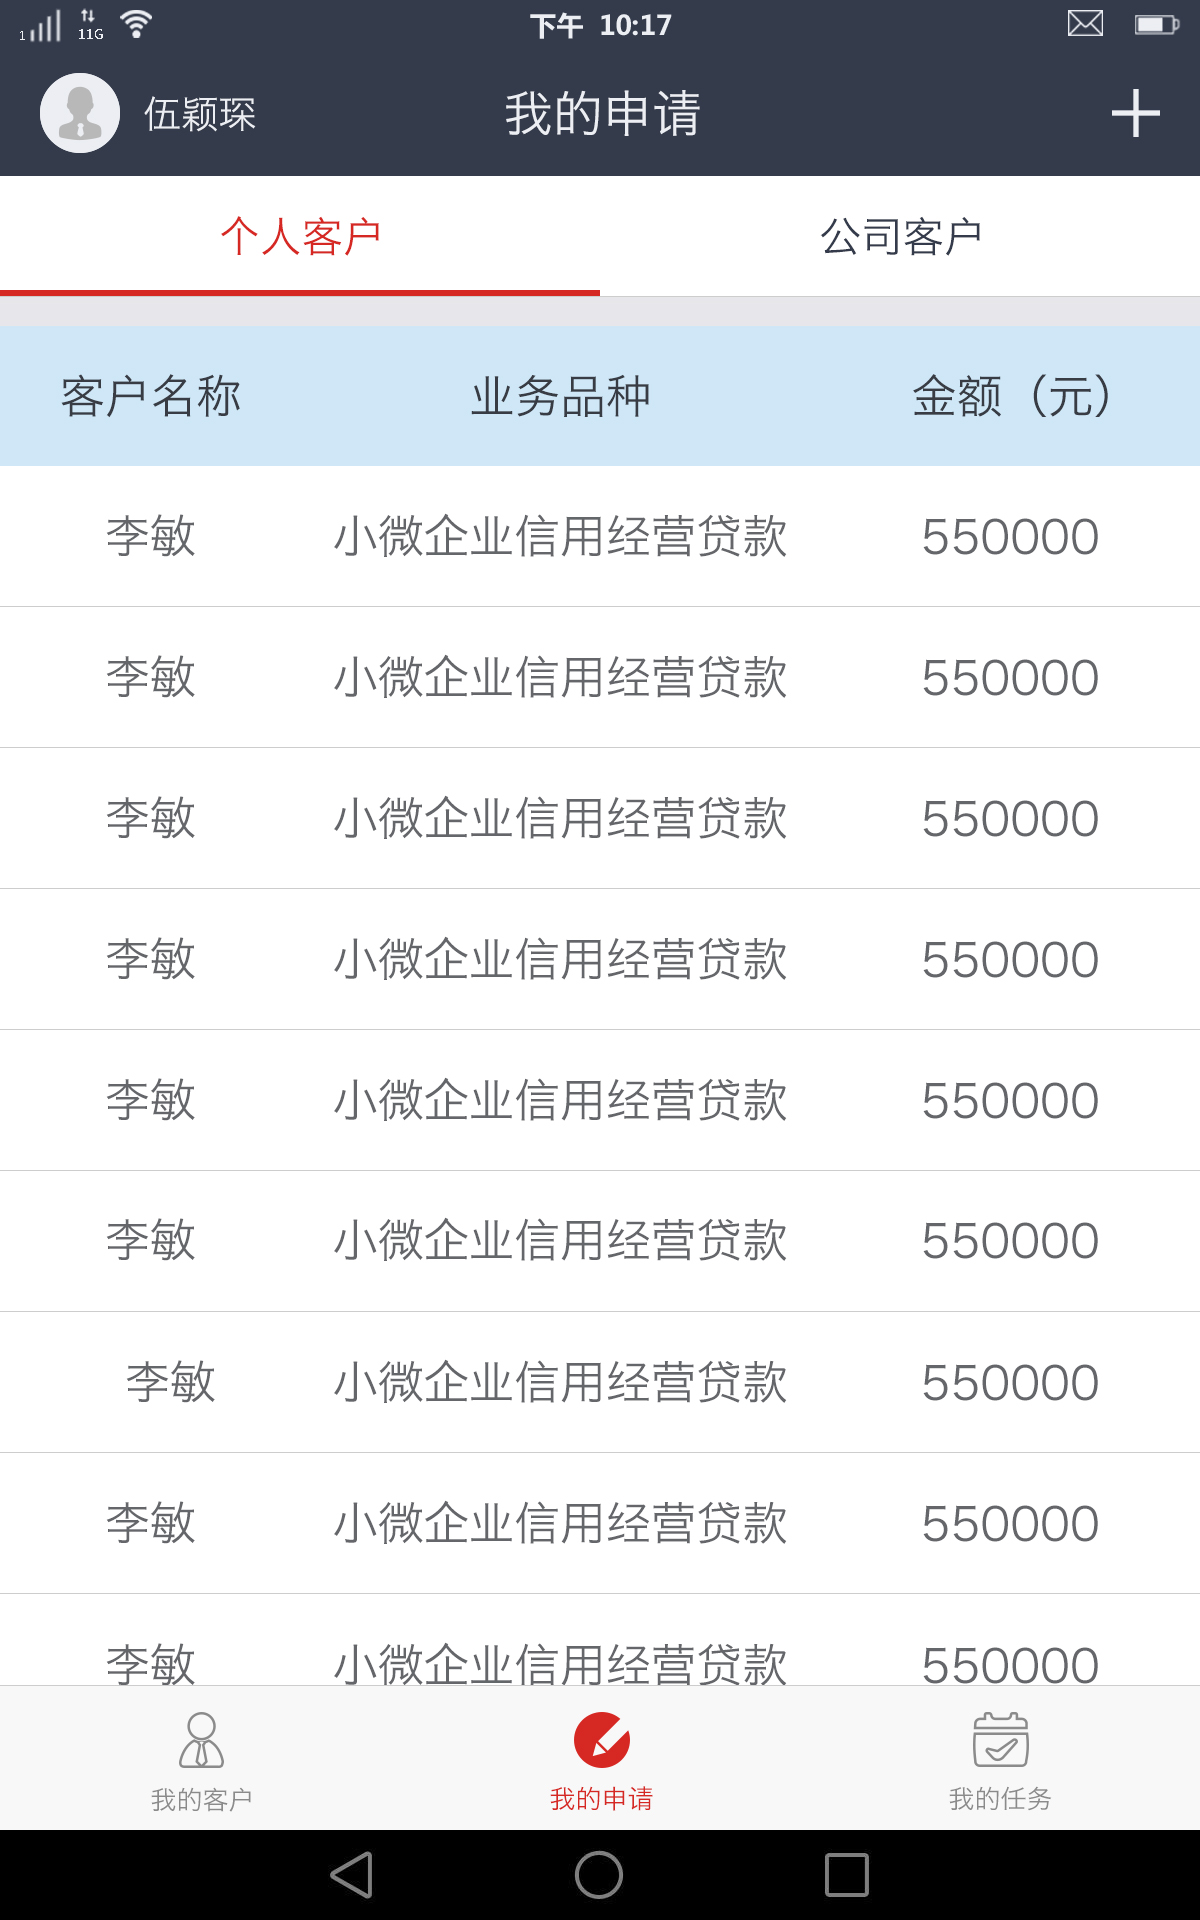 1 11G 下午 10:17
伍颖琛 我的申请
个人客户 公司客户
客户名称 业务品种 金额（元）
李敏 小微企业信用经营贷款 550000
李敏 小微企业信用经营贷款 550000
李敏 小微企业信用经营贷款 550000
李敏 小微企业信用经营贷款 550000
李敏 小微企业信用经营贷款 550000
李敏 小微企业信用经营贷款 550000
李敏 小微企业信用经营贷款 550000
李敏 小微企业信用经营贷款 550000
李敏 小微企业信用经营贷款 550000
我的客户 我的申请 我的任务